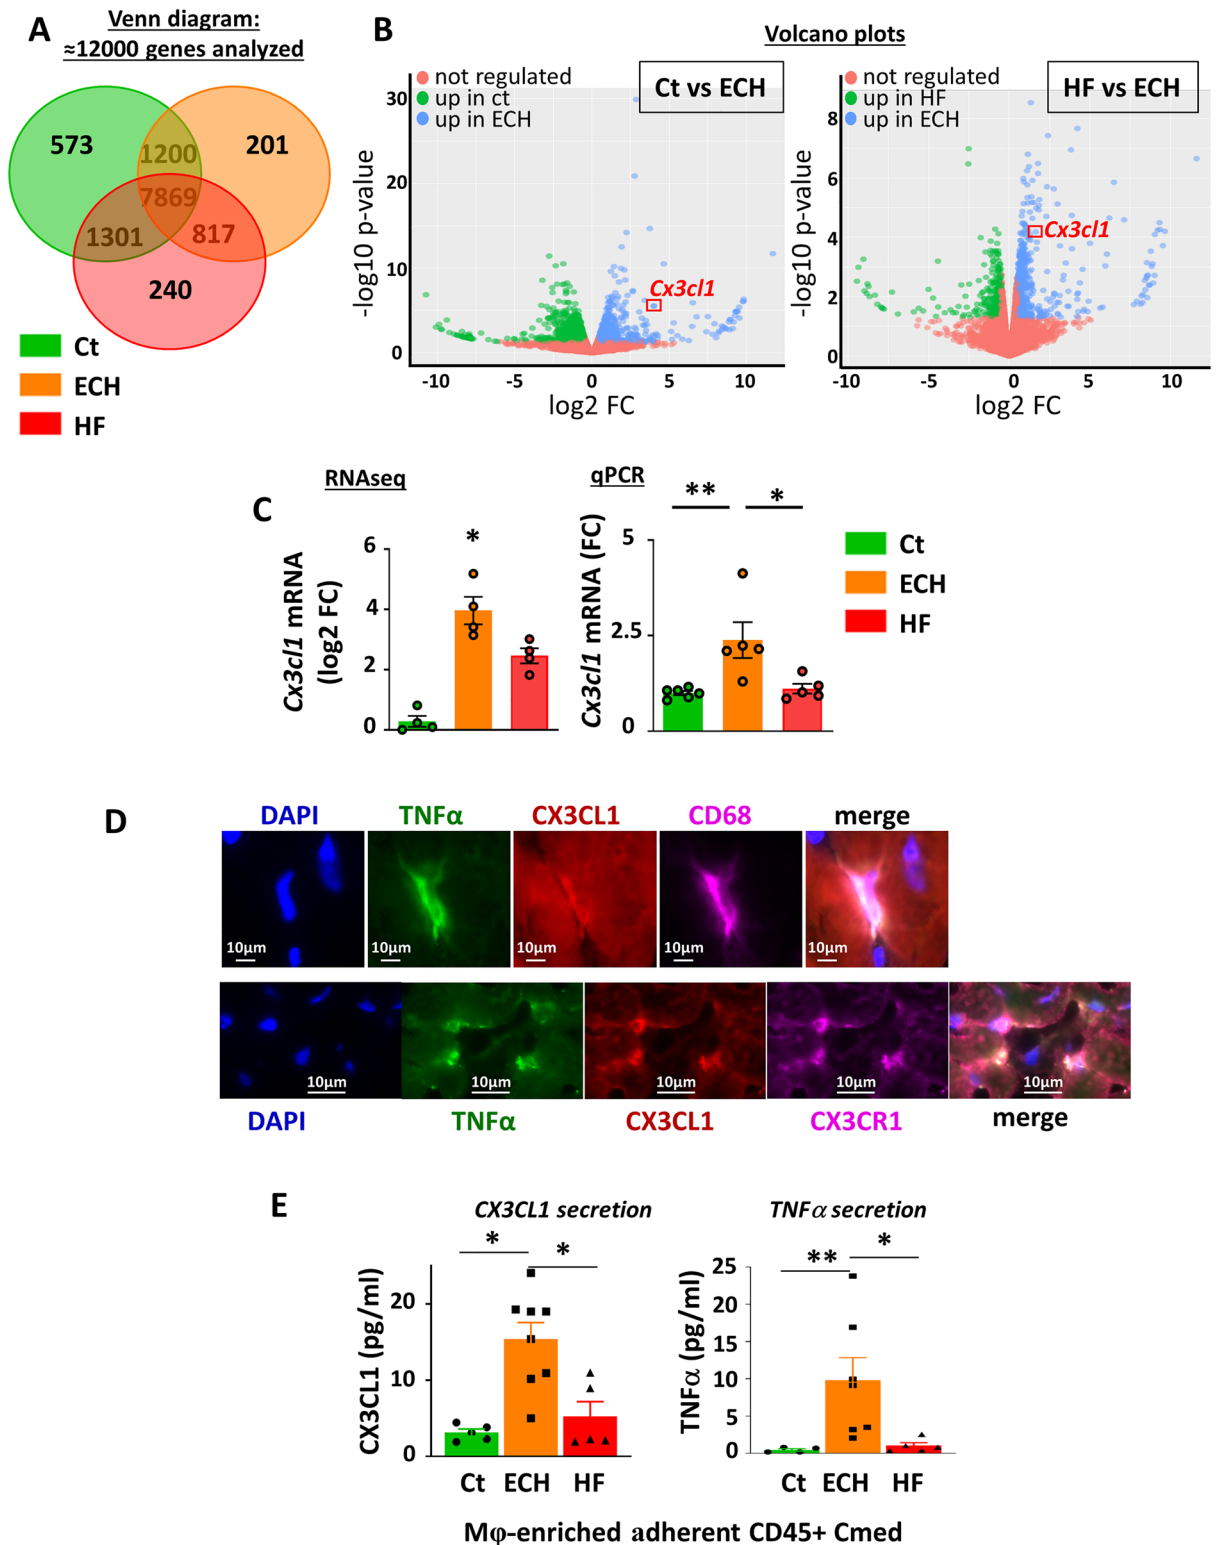 A
Venn diagram:
≈12000 genes analyzed
573
1200
201
7869
1301
817
240
Ct
ECH
HF
B
Volcano plots
not regulated
up in ct
up in ECH
Ct vs ECH
-log10 p-value
30
20
10
0
Cx3cl1
-10
-5
0
5
10
log2 FC
not regulated
up in HF
up in ECH
HF vs ECH
-log10 p-value
8
6
4
2
0
Cx3cl1
-10
-5
0
5
10
log2 FC
C
RNAseq
Cx3cl1 mRNA
(log2 FC)
6
4
2
0
*
qPCR
Cx3cl1 mRNA (FC)
5
2.5
0
**
*
Ct
ECH
HF
D
DAPI
TNFα
CX3CL1
CD68
merge
10µm
10µm
10µm
10µm
10µm
10µm
10µm
10µm
10µm
10µm
DAPI
TNFα
CX3CL1
CX3CR1
merge
E
CX3CL1 secretion
CX3CL1 (pg/ml)
20
10
0
*
*
Ct
ECH
HF
TNFα secretion
TNFα (pg/ml)
25
20
15
10
5
0
**
*
Ct
ECH
HF
Mφ-enriched adherent CD45+ Cmed